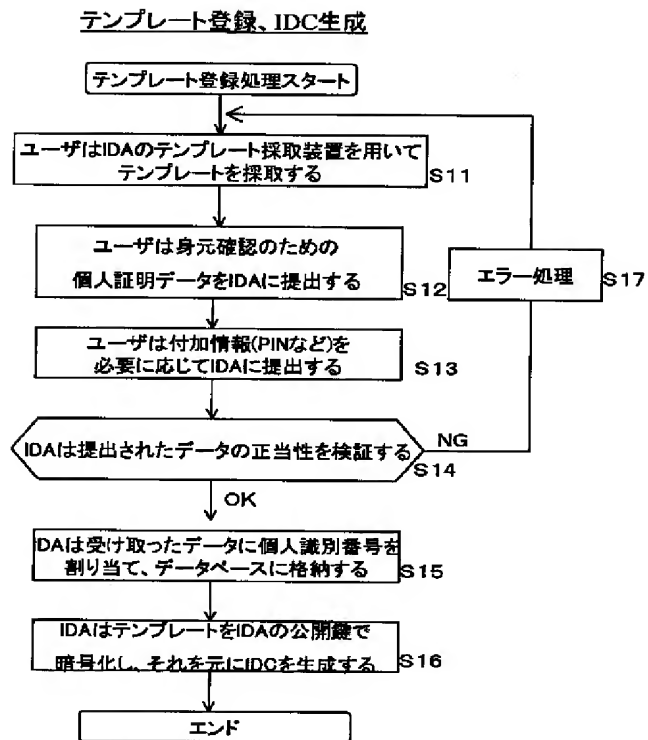 テンプレート登録、IDC生成
テンプレート登録処理スタート
ユーザはIDAのテンプレート採取装置を用いて
テンプレートを採取する
S11
ユーザは身元確認のための
個人証明データをIDAに提出する
S12
エラー処理
S17
ユーザは付加情報(PINなど)を
必要に応じてIDAに提出する
S13
IDAは提出されたデータの正当性を検証する
NG
S14
OK
IDAは受け取ったデータに個人識別番号を
割り当て、データベースに格納する
S15
IDAはテンプレートをIDAの公開鍵で
暗号化し、それを元にIDCを生成する
S16
エンド